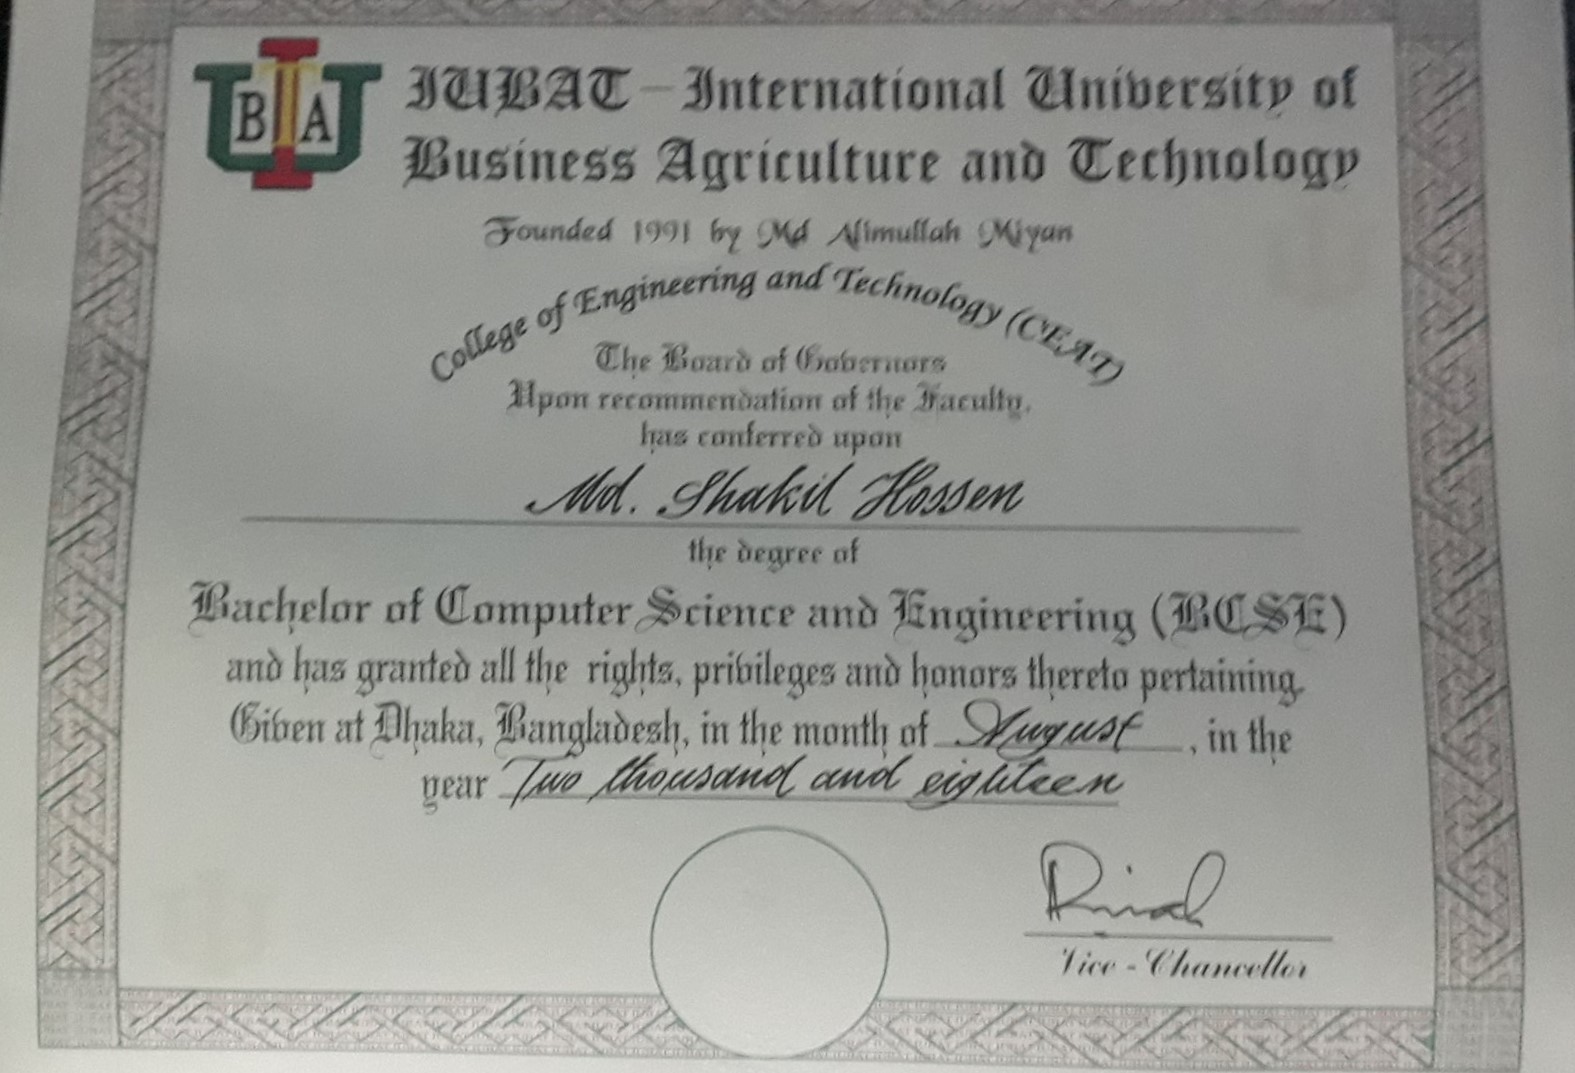 IUBA
IUBAT – International University of
Business Agriculture and Technology
Founded 1991 by Md Alimullah Miyan
College of Engineering and Technology (CEAT)
The Board of Governors
Upon recommendation of the Faculty,
has conferred upon
Md. Shakil Hossen
the degree of
Bachelor of Computer Science and Engineering (BCSE)
and has granted all the rights, privileges and honors thereto pertaining.
Given at Dhaka, Bangladesh, in the month of August, in the
year Two thousand and eighteen
Vice - Chancellor